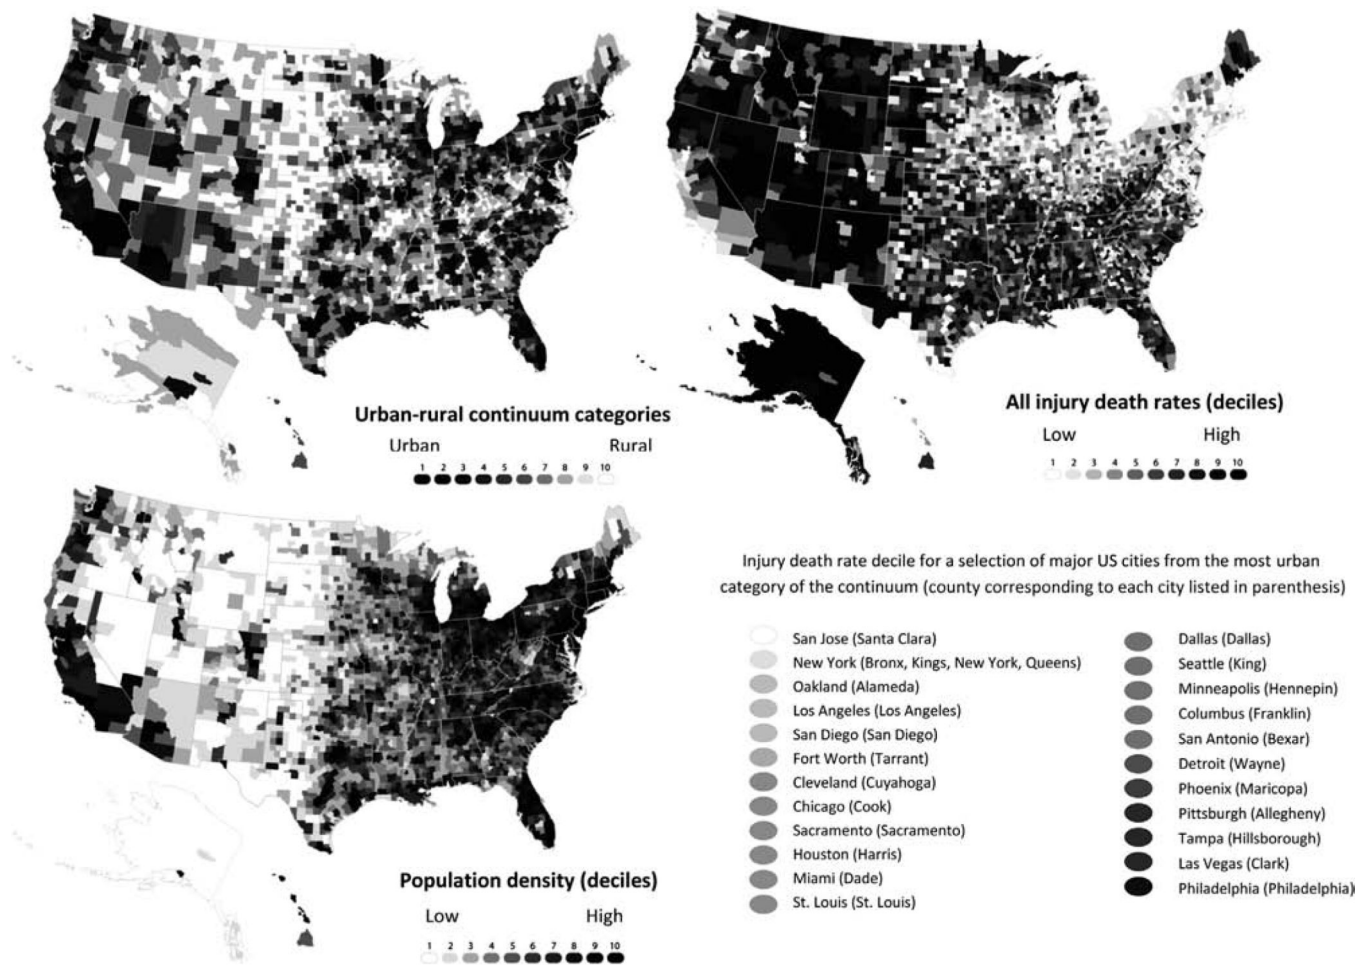 Urban-rural continuum categories
Urban Rural
1 2 3 4 5 6 7 8 9 10
All injury death rates (deciles)
Low High
1 2 3 4 5 6 7 8 9 10
Population density (deciles)
Low High
1 2 3 4 5 6 7 8 9 10
Injury death rate decile for a selection of major US cities from the most urban
category of the continuum (county corresponding to each city listed in parenthesis)
San Jose (Santa Clara)
New York (Bronx, Kings, New York, Queens)
Oakland (Alameda)
Los Angeles (Los Angeles)
San Diego (San Diego)
Fort Worth (Tarrant)
Cleveland (Cuyahoga)
Chicago (Cook)
Sacramento (Sacramento)
Houston (Harris)
Miami (Dade)
St. Louis (St. Louis)
Dallas (Dallas)
Seattle (King)
Minneapolis (Hennepin)
Columbus (Franklin)
San Antonio (Bexar)
Detroit (Wayne)
Phoenix (Maricopa)
Pittsburgh (Allegheny)
Tampa (Hillsborough)
Las Vegas (Clark)
Philadelphia (Philadelphia)